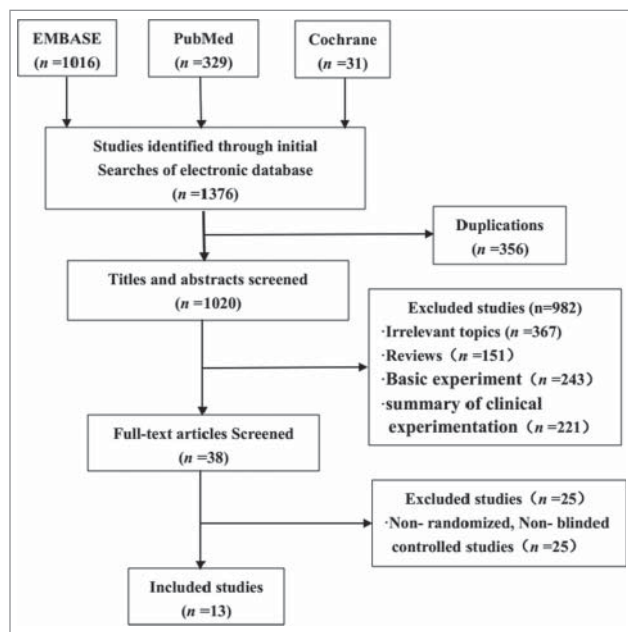 EMBASE
(n =1016)
PubMed
(n =329)
Cochrane
(n =31)
Studies identified through initial
Searches of electronic database
(n =1376)
Duplications
(n =356)
Titles and abstracts screened
(n =1020)
Excluded studies (n=982)
·Irrelevant topics (n =367)
·Reviews（n =151)
·Basic experiment（n =243)
·summary of clinical
experimentation（n =221)
Full-text articles Screened
(n =38)
Excluded studies（n =25)
·Non- randomized, Non- blinded
controlled studies（n =25)
Included studies
(n =13)